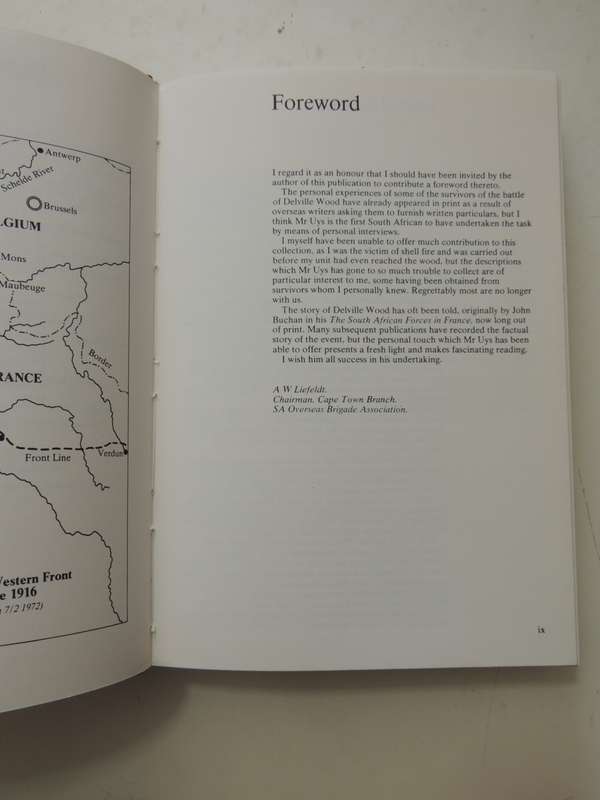 Antwerp
Schelde River
Brussels
LGIUM
Mons
Maubeuge
Border
RANCE
Front Line
Verdun
Western Front
e 1916
7/2 1972)
Foreword
I regard it as an honour that I should have been invited by the
author of this publication to contribute a foreword thereto.
The personal experiences of some of the survivors of the battle
of Delville Wood have already appeared in print as a result of
overseas writers asking them to furnish written particulars, but I
think Mr Uys is the first South African to have undertaken the task
by means of personal interviews.
I myself have been unable to offer much contribution to this
collection, as I was the victim of shell fire and was carried out
before my unit had even reached the wood, but the descriptions
which Mr Uys has gone to so much trouble to collect are of
particular interest to me, some having been obtained from
survivors whom I personally knew. Regrettably most are no longer
with us.
The story of Delville Wood has oft been told, originally by John
Buchan in his The South African Forces in France, now long out
of print. Many subsequent publications have recorded the factual
story of the event, but the personal touch which Mr Uys has been
able to offer presents a fresh light and makes fascinating reading.
I wish him all success in his undertaking.
A W Liefeldt.
Chairman, Cape Town Branch.
SA Overseas Brigade Association.
ix